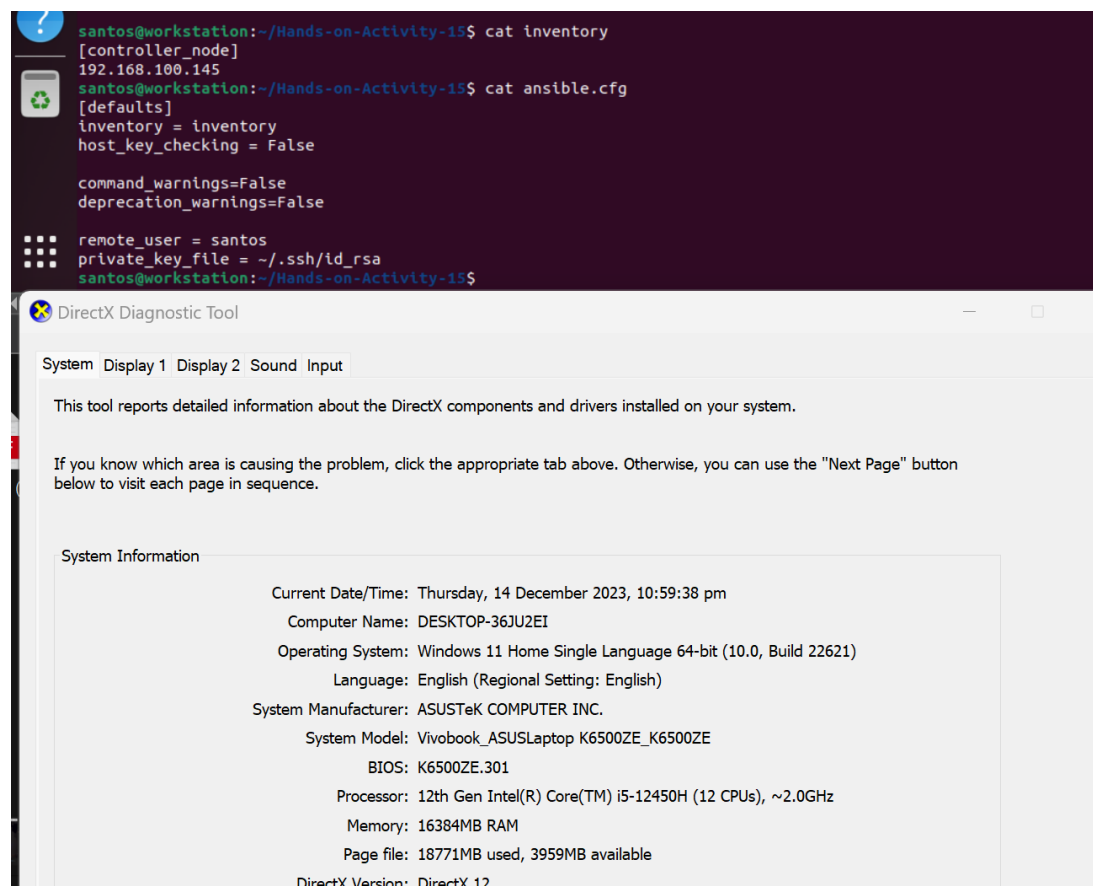 ?
santos@workstation:~/Hands-on-Activity-15$ cat inventory
[controller_node]
192.168.100.145
santos@workstation:~/Hands-on-Activity-15$ cat ansible.cfg
[defaults]
inventory = inventory
host_key_checking = False
command_warnings=False
deprecation_warnings=False
remote_user = santos
private_key_file = ~/.ssh/id_rsa
santos@workstation:~/Hands-on-Activity-15$
DirectX Diagnostic Tool
System Display 1 Display 2 Sound Input
This tool reports detailed information about the DirectX components and drivers installed on your system.
If you know which area is causing the problem, click the appropriate tab above. Otherwise, you can use the "Next Page" button
below to visit each page in sequence.
System Information
Current Date/Time: Thursday, 14 December 2023, 10:59:38 pm
Computer Name: DESKTOP-36JU2EI
Operating System: Windows 11 Home Single Language 64-bit (10.0, Build 22621)
Language: English (Regional Setting: English)
System Manufacturer: ASUSTeK COMPUTER INC.
System Model: Vivobook_ASUSLaptop K6500ZE_K6500ZE
BIOS: K6500ZE.301
Processor: 12th Gen Intel(R) Core(TM) i5-12450H (12 CPUs), ~2.0GHz
Memory: 16384MB RAM
Page file: 18771MB used, 3959MB available
DirectX Version: DirectX 12